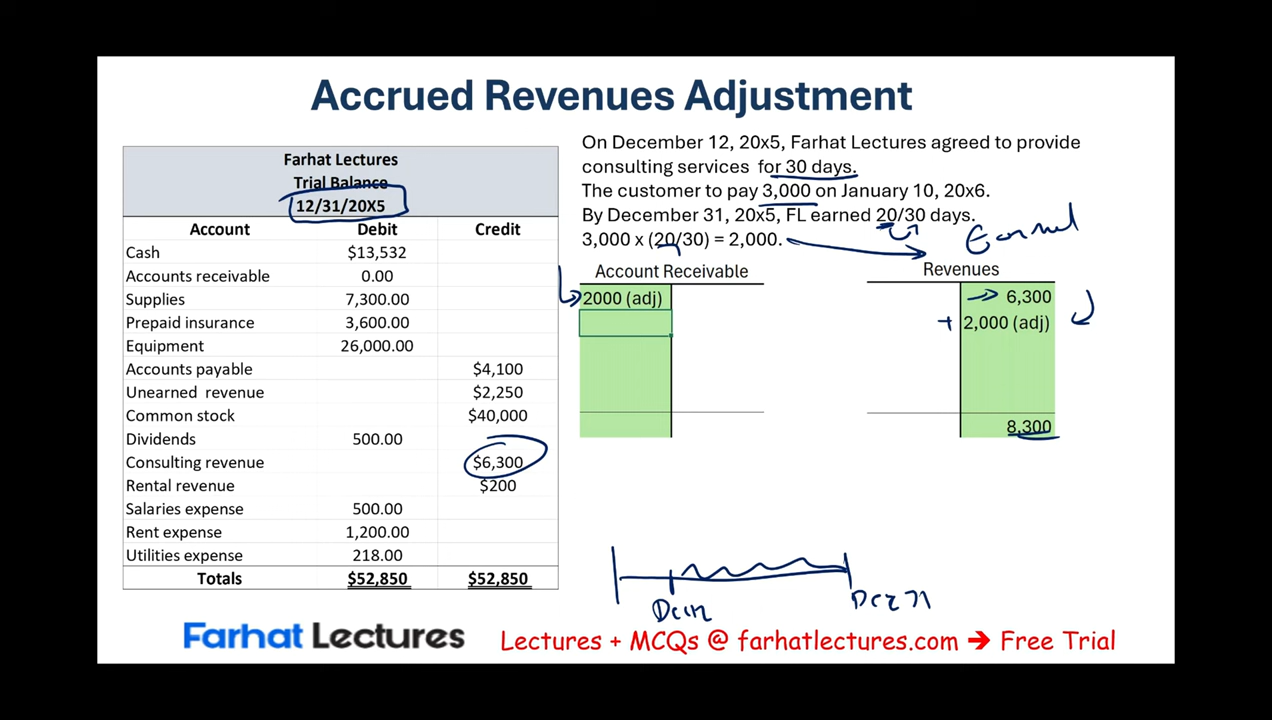 Accrued Revenues Adjustment
Farhat Lectures
Trial Balance
12/31/20X5
Account Debit Credit
Cash $13,532
Accounts receivable 0.00
Supplies 7,300.00
Prepaid insurance 3,600.00
Equipment 26,000.00
Accounts payable $4,100
Unearned revenue $2,250
Common stock $40,000
Dividends 500.00
Consulting revenue $6,300
Rental revenue $200
Salaries expense 500.00
Rent expense 1,200.00
Utilities expense 218.00
Totals $52,850 $52,850
On December 12, 20x5, Farhat Lectures agreed to provide
consulting services for 30 days.
The customer to pay 3,000 on January 10, 20x6.
By December 31, 20x5, FL earned 20/30 days.
3,000 x (20/30) = 2,000.
Earned
Account Receivable
2000 (adj)
Revenues
6,300
+ 2,000 (adj)
8,300
Dec 12
Dec 31
Farhat Lectures
Lectures + MCQs @ farhatlectures.com ➔ Free Trial